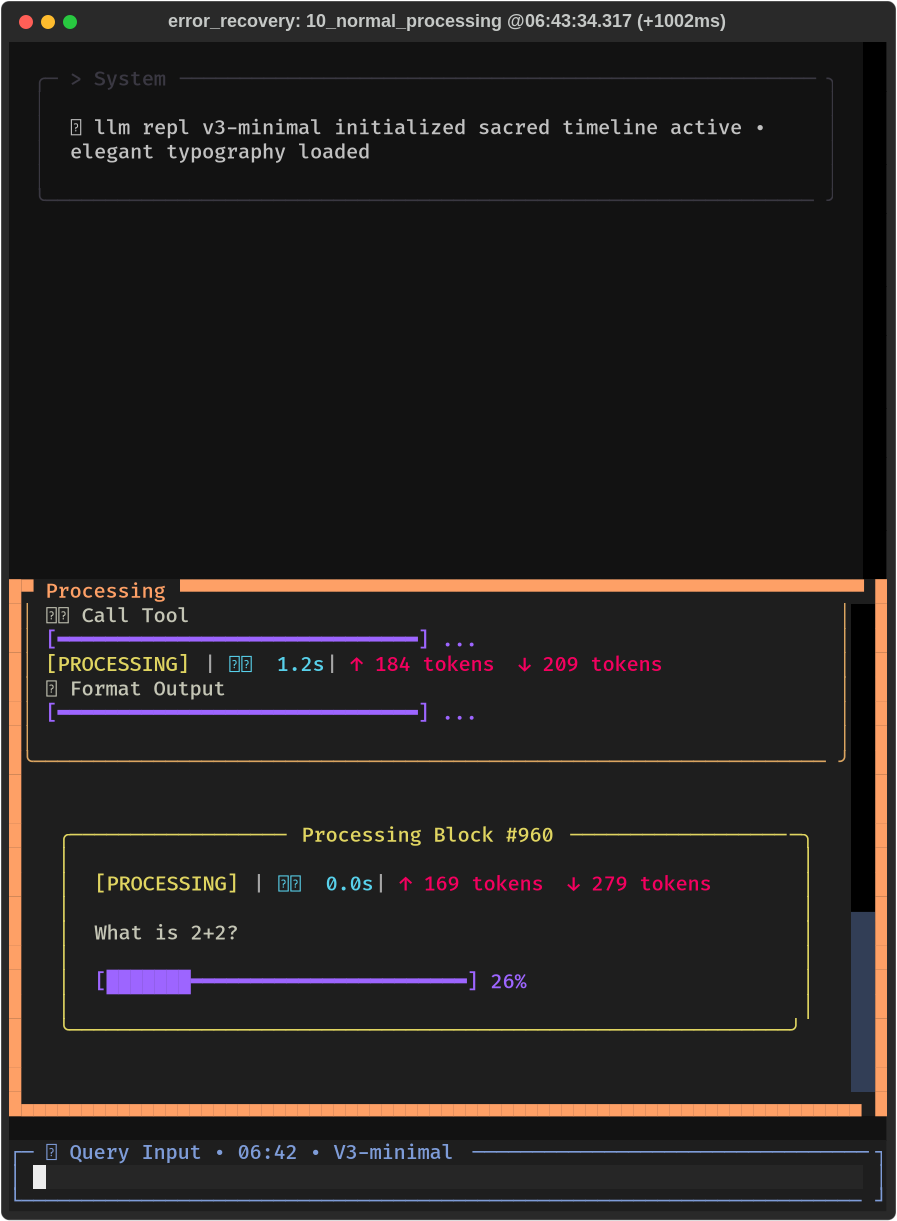 error_recovery: 10_normal_processing @06:43:34.317 (+1002ms)
> System
llm repl v3-minimal initialized sacred timeline active •
elegant typography loaded
Processing
Call Tool
[] ...
[PROCESSING] | 1.2s| ↑ 184 tokens ↓ 209 tokens
Format Output
[] ...
Processing Block #960
[PROCESSING] | 0.0s| ↑ 169 tokens ↓ 279 tokens
What is 2+2?
[] 26%
Query Input • 06:42 • V3-minimal